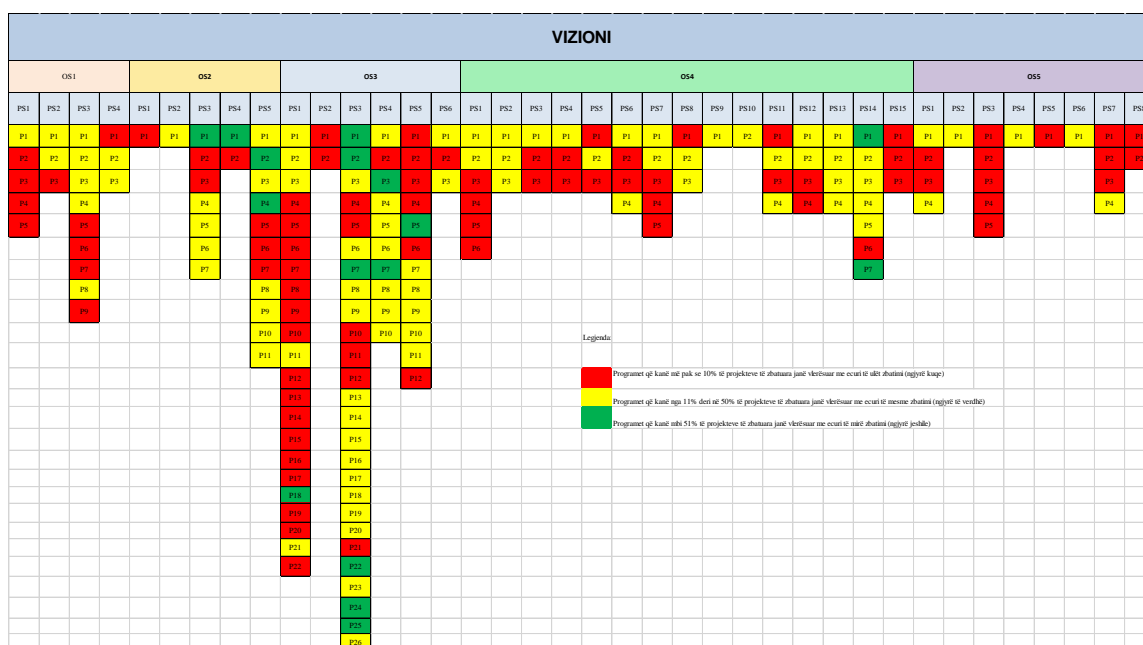 VIZIONI
OS1 OS2 OS3 OS4 OS5
PS1 PS2 PS3 PS4 PS1 PS2 PS3 PS4 PS5 PS1 PS2 PS3 PS4 PS5 PS6 PS1 PS2 PS3 PS4 PS5 PS6 PS7 PS8 PS9 PS10 PS11 PS12 PS13 PS14 PS15 PS1 PS2 PS3 PS4 PS5 PS6 PS7 PS8
P1 P1 P1 P1 P1 P1 P1 P1 P1 P1 P1 P1 P1 P1 P1 P1 P1 P1 P1 P1 P1 P1 P1 P1 P1 P1 P1 P1 P1 P1 P1 P1 P1 P1 P1 P1 P1 P1
P2 P2 P2 P2 P2 P2 P2 P2 P2 P2 P2 P2 P2 P2 P2 P2 P2 P2 P2 P2 P2 P2 P2 P2 P2 P2 P2 P2 P2 P2
P3 P3 P3 P3 P3 P3 P3 P3 P3 P3 P3 P3 P3 P3 P3 P3 P3 P3 P3 P3 P3 P3 P3 P3 P3 P3 P3
P4 P4 P4 P4 P4 P4 P4 P4 P4 P4 P4 P4 P4 P4 P4 P4 P4 P4
P5 P5 P5 P5 P5 P5 P5 P5 P5 P5 P5 P5
P6 P6 P6 P6 P6 P6 P6 P6 P6
P7 P7 P7 P7 P7 P7 P7 P7
P8 P8 P8 P8 P8 P8
P9 P9 P9 P9 P9 P9
P10 P10 P10 P10 P10
Legjenda:
P11 P11 P11 P11
P12 P12 P12
Programet që kanë më pak se 10% të projekteve të zbatuara janë vlerësuar me ecuri të ulët zbatimi (ngjyrë kuqe)
P13 P13
Programet që kanë nga 11% deri në 50% të projekteve të zbatuara janë vlerësuar me ecuri të mesme zbatimi (ngjyrë të verdhë)
P14 P14
Programet që kanë mbi 51% të projekteve të zbatuara janë vlerësuar me ecuri të mirë zbatimi (ngjyrë jeshile)
P15 P15
P16 P16
P17 P17
P18 P18
P19 P19
P20 P20
P21 P21
P22 P22
P23
P24
P25
P26